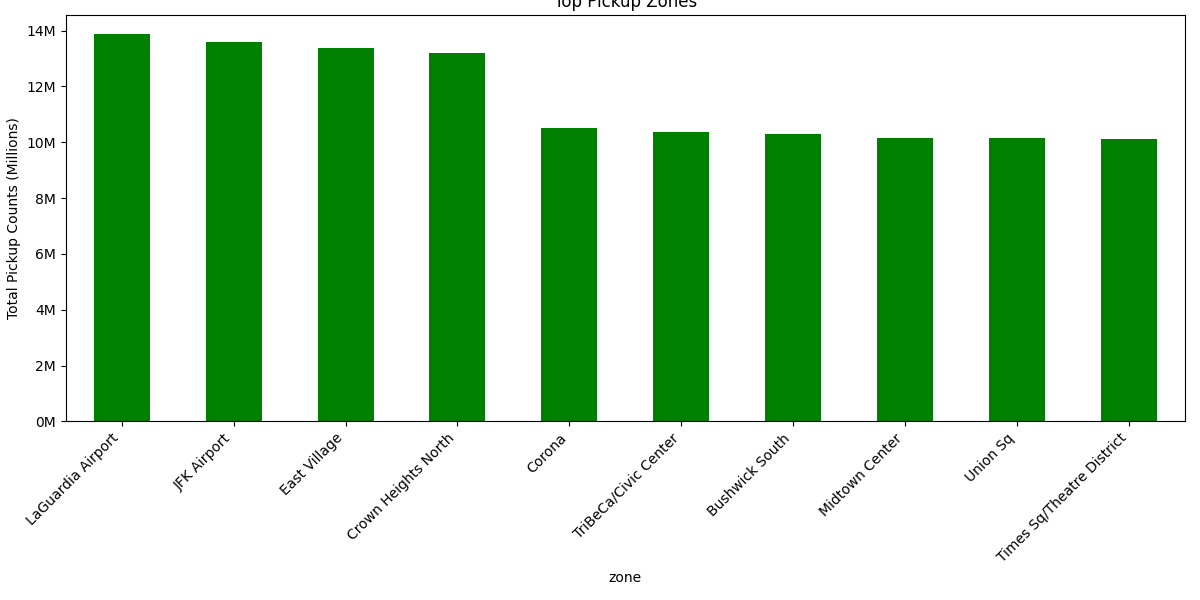 Top Pickup Zones
Total Pickup Counts (Millions)
14M
12M
10M
8M
6M
4M
2M
0M
LaGuardia Airport
JFK Airport
East Village
Crown Heights North
Corona
TriBeCa/Civic Center
Bushwick South
Midtown Center
Union Sq
Times Sq/Theatre District
zone